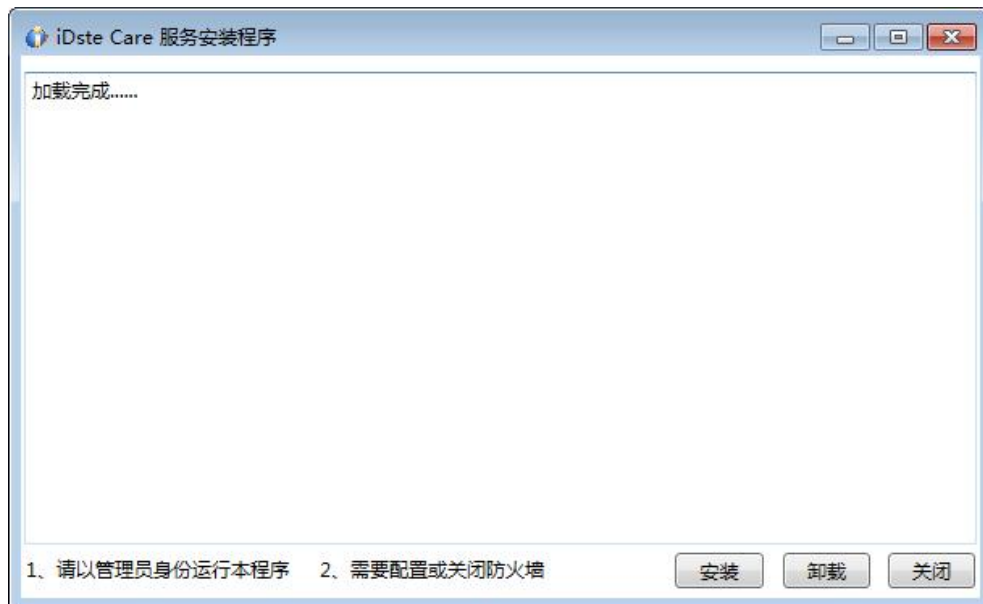 iDste Care 服务安装程序
加载完成......
1、请以管理员身份运行本程序 2、需要配置或关闭防火墙 安装 卸载 关闭